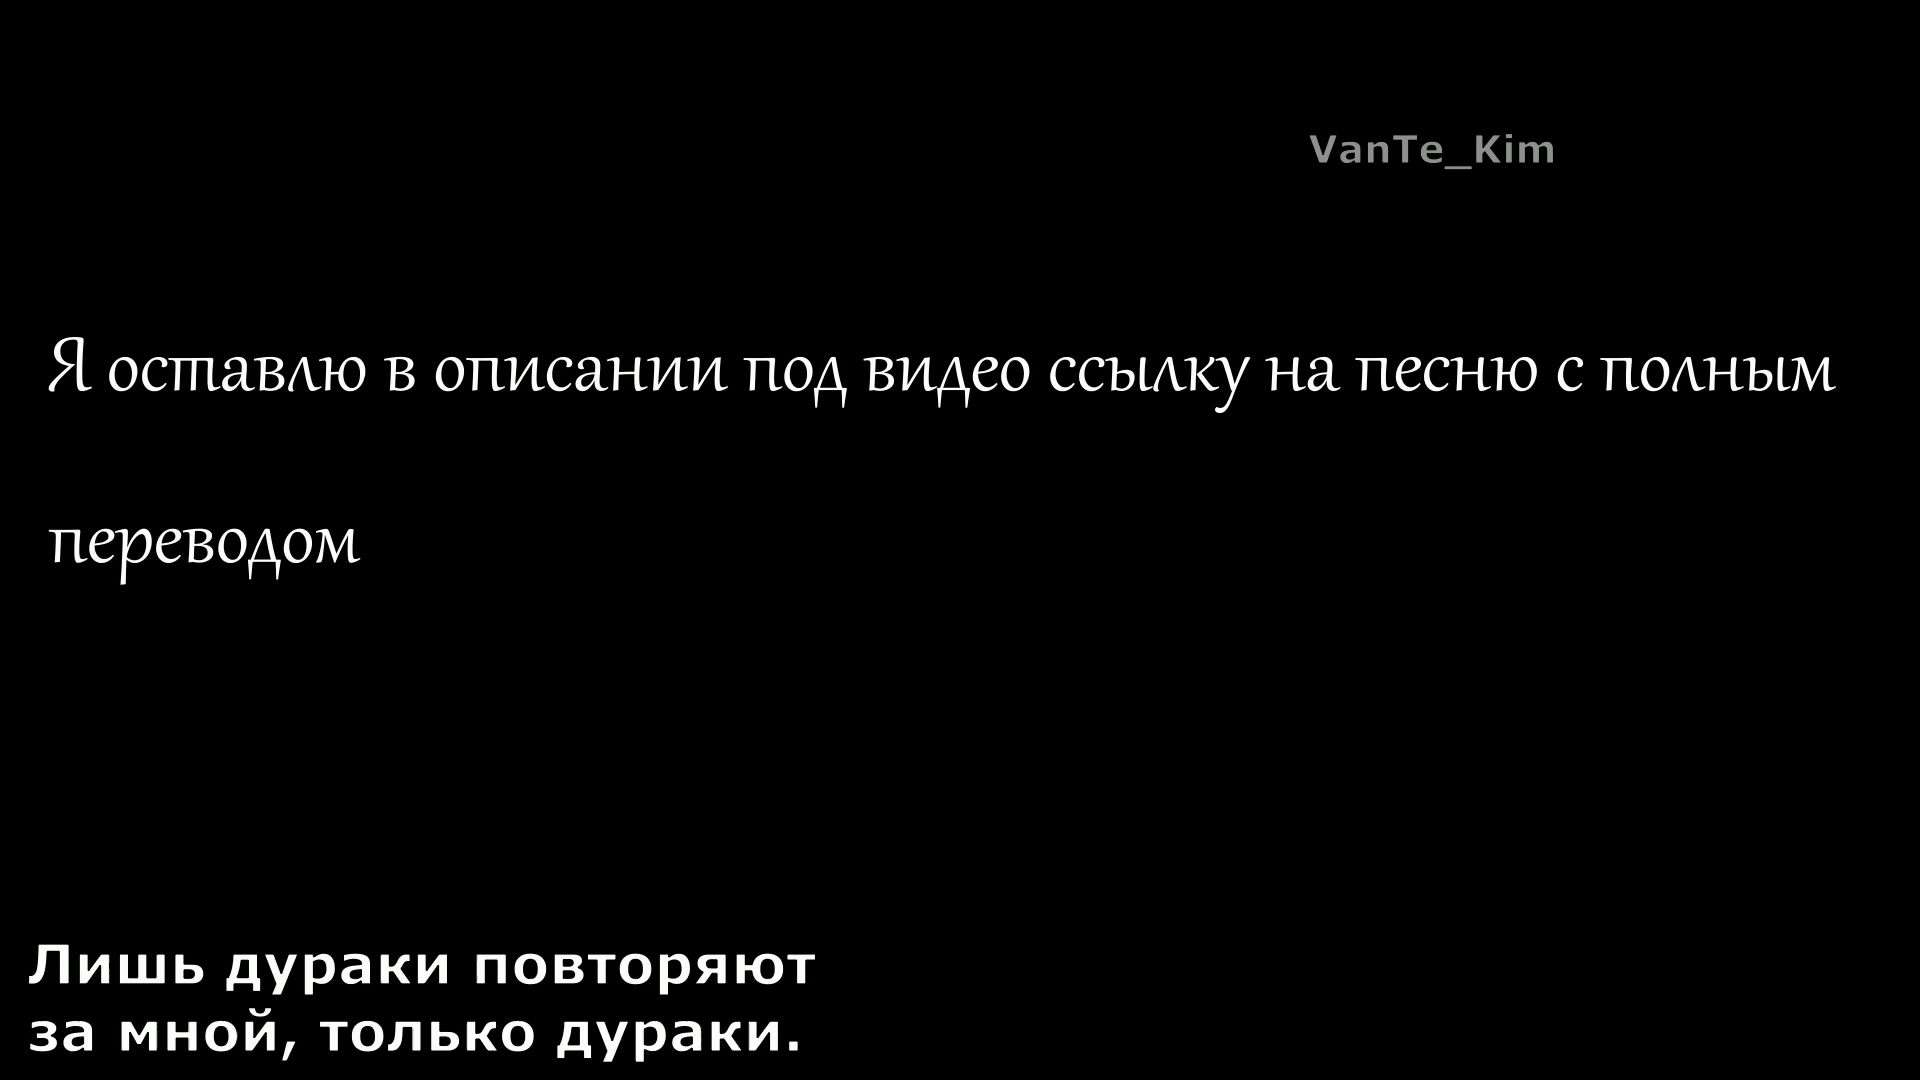 VanTe_Kim
Я оставлю в описании под видео ссылку на песню с полным
переводом
Лишь дураки повторяют
за мной, только дураки.